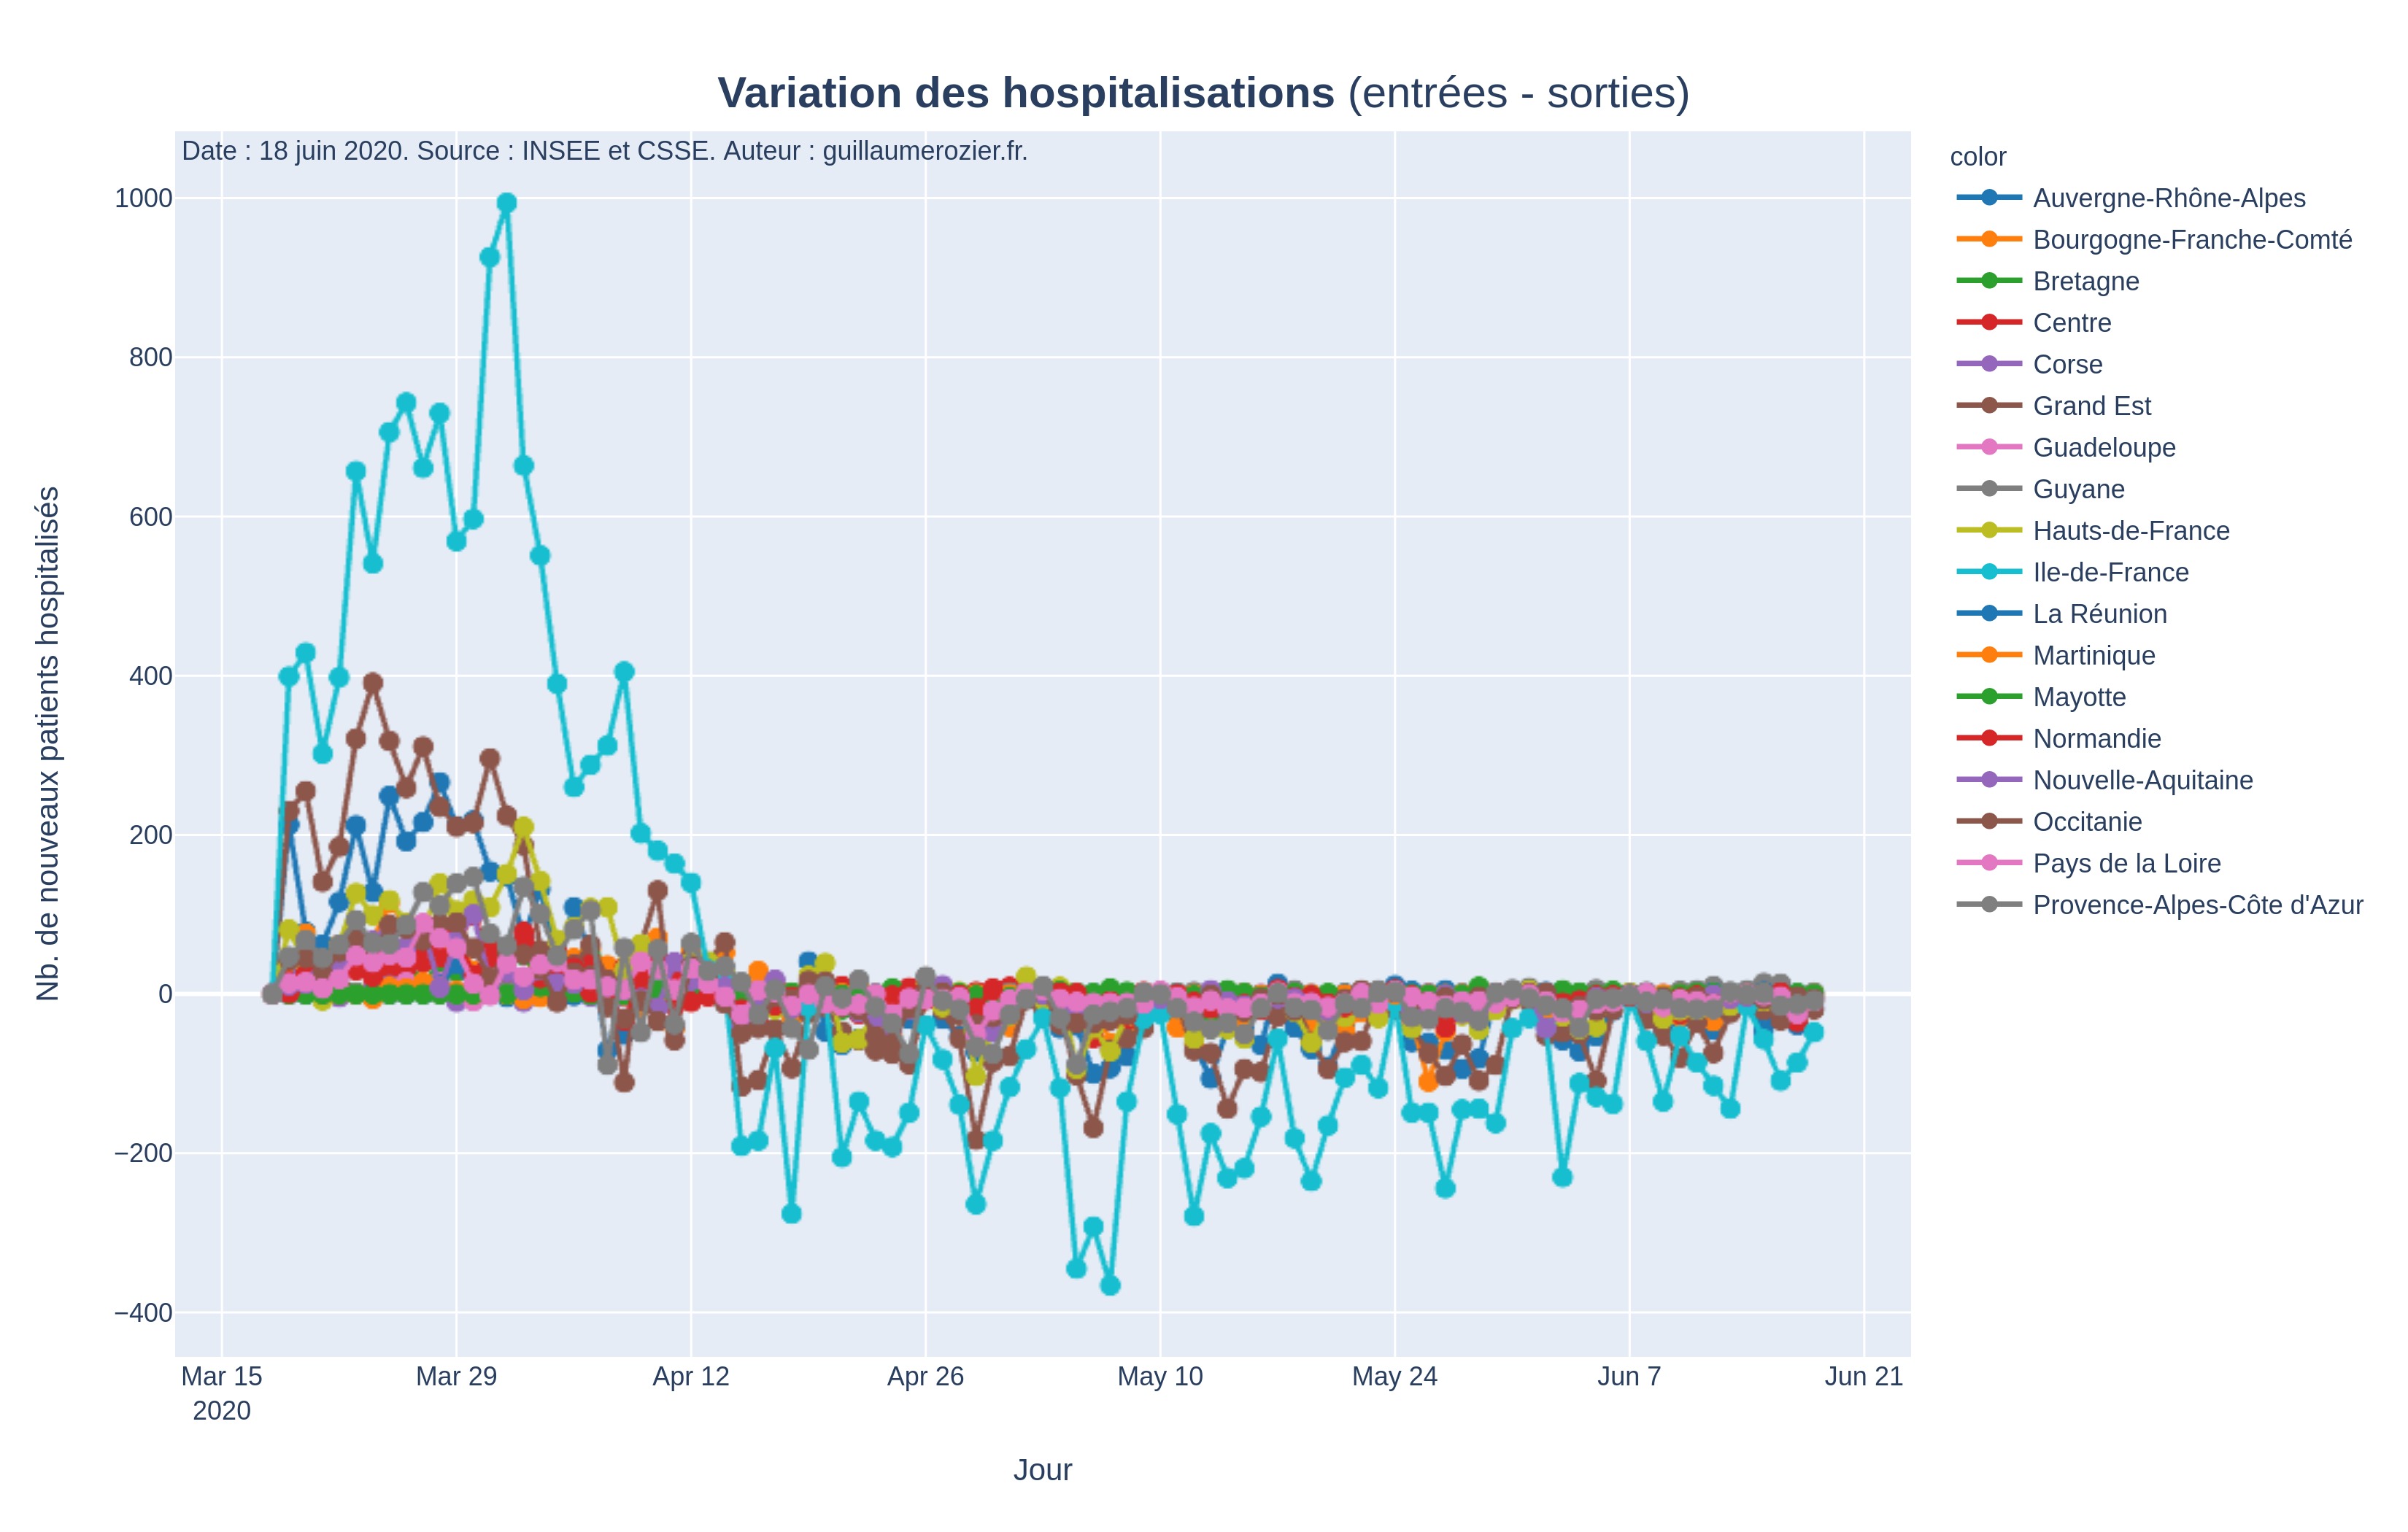 Variation des hospitalisations (entrées - sorties)
Date : 18 juin 2020. Source : INSEE et CSSE. Auteur : guillaumerozier.fr.
Nb. de nouveaux patients hospitalisés
1000
800
600
400
200
0
−200
−400
Mar 15
2020
Mar 29
Apr 12
Apr 26
May 10
May 24
Jun 7
Jun 21
Jour
color
Auvergne-Rhône-Alpes
Bourgogne-Franche-Comté
Bretagne
Centre
Corse
Grand Est
Guadeloupe
Guyane
Hauts-de-France
Ile-de-France
La Réunion
Martinique
Mayotte
Normandie
Nouvelle-Aquitaine
Occitanie
Pays de la Loire
Provence-Alpes-Côte d'Azur